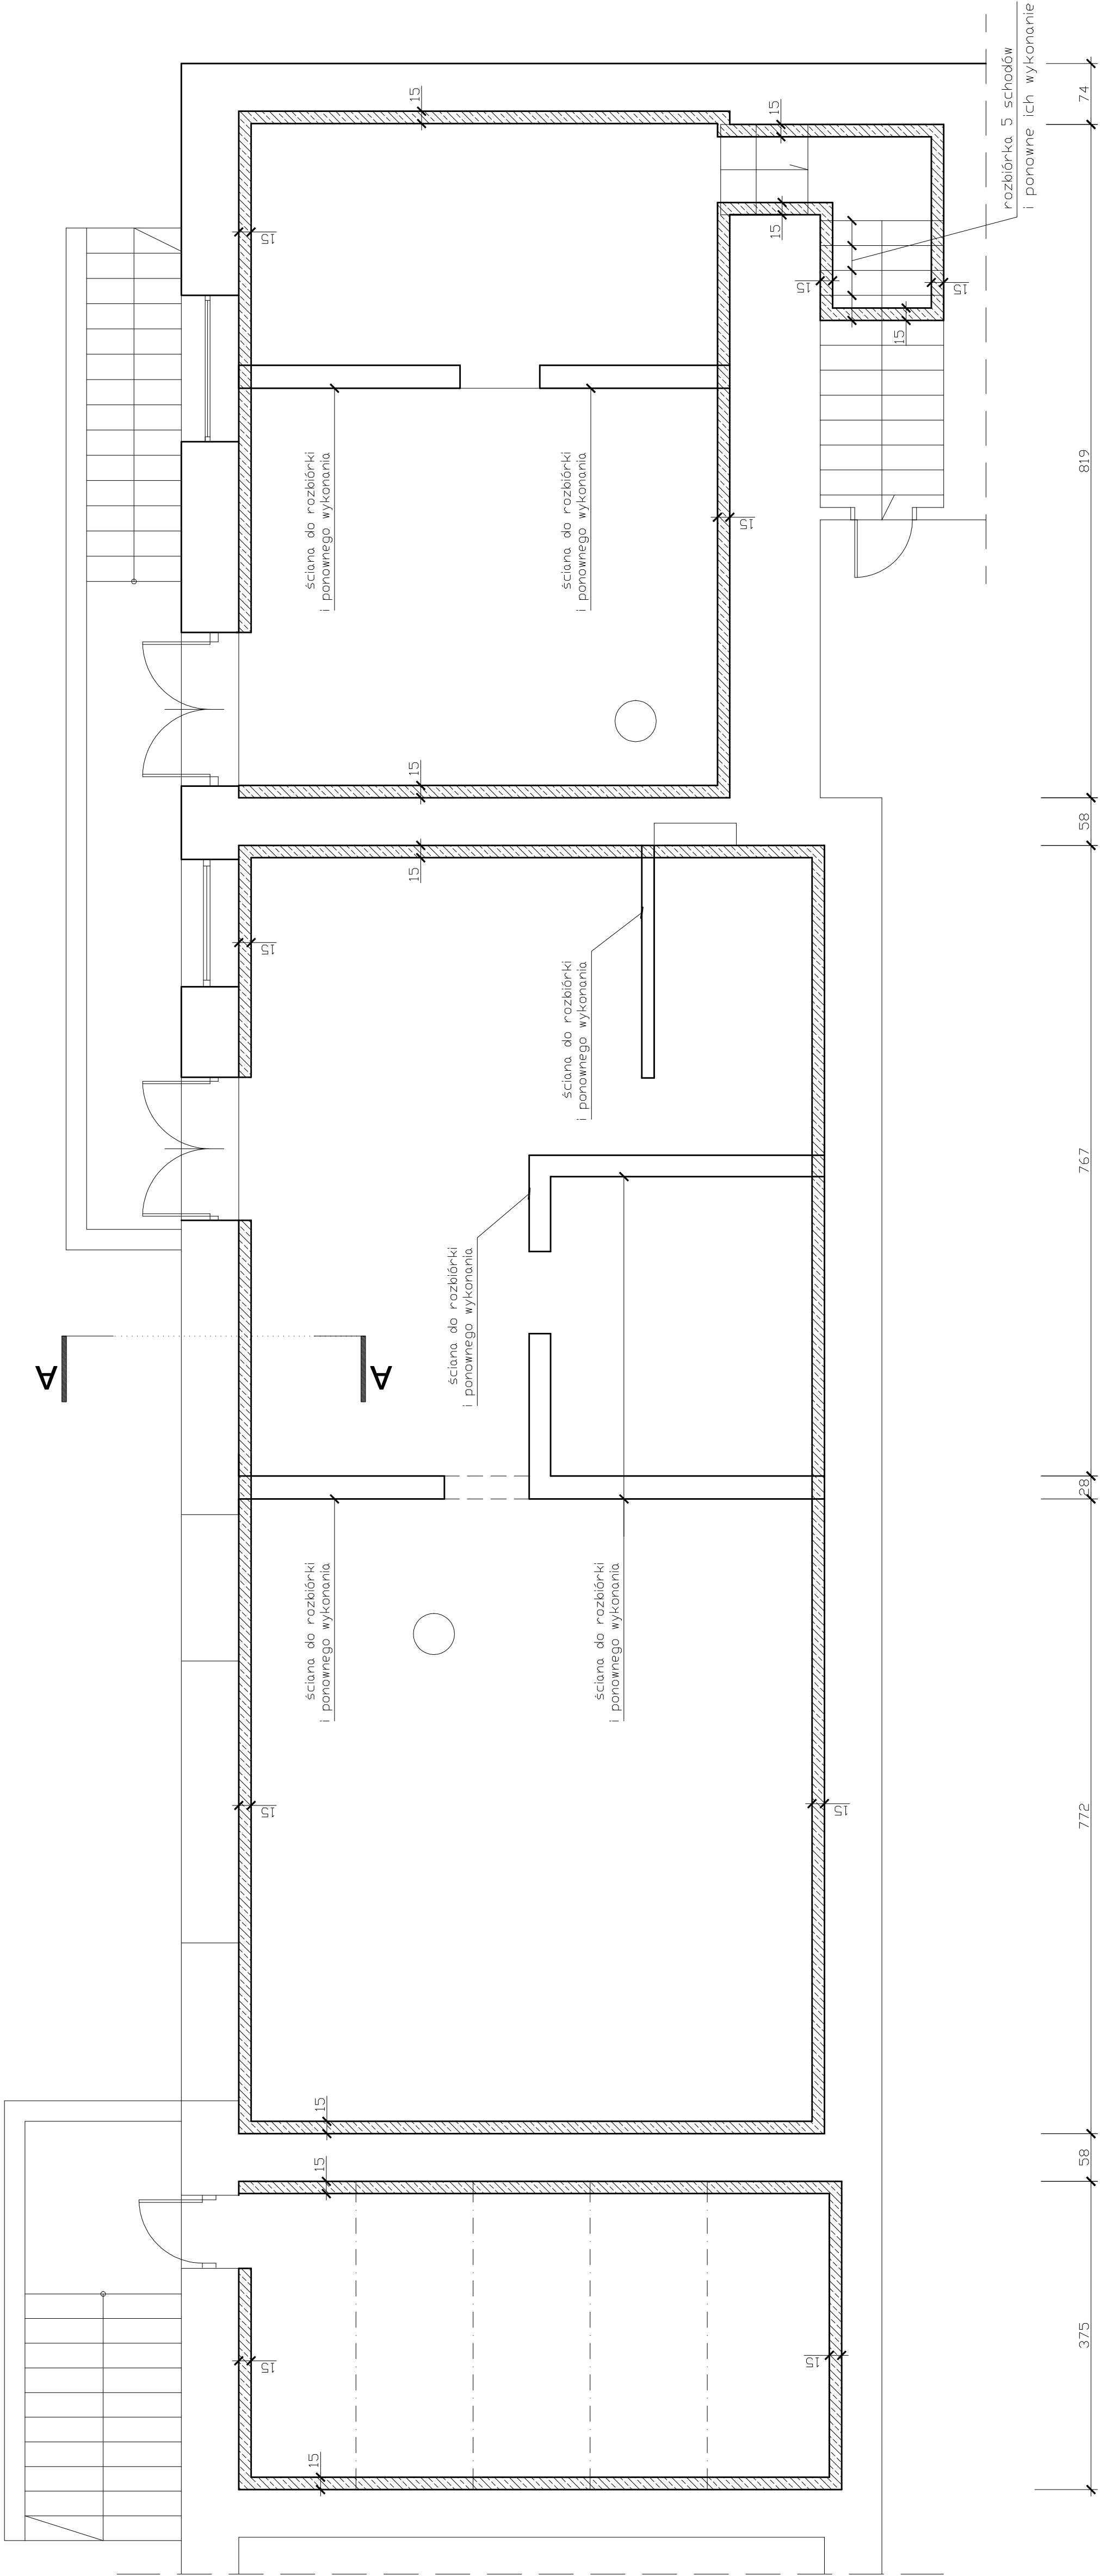 rozbiórka 5 schodów
i ponowne ich wykonanie
74
15
15
15
15
15
15
15
ściana do rozbiórki
i ponownego wykonania
ściana do rozbiórki
i ponownego wykonania
819
15
15
58
15
15
ściana do rozbiórki
i ponownego wykonania
767
ściana do rozbiórki
i ponownego wykonania
A
A
28
ściana do rozbiórki
i ponownego wykonania
ściana do rozbiórki
i ponownego wykonania
15
15
772
15
58
15
15
15
375
15